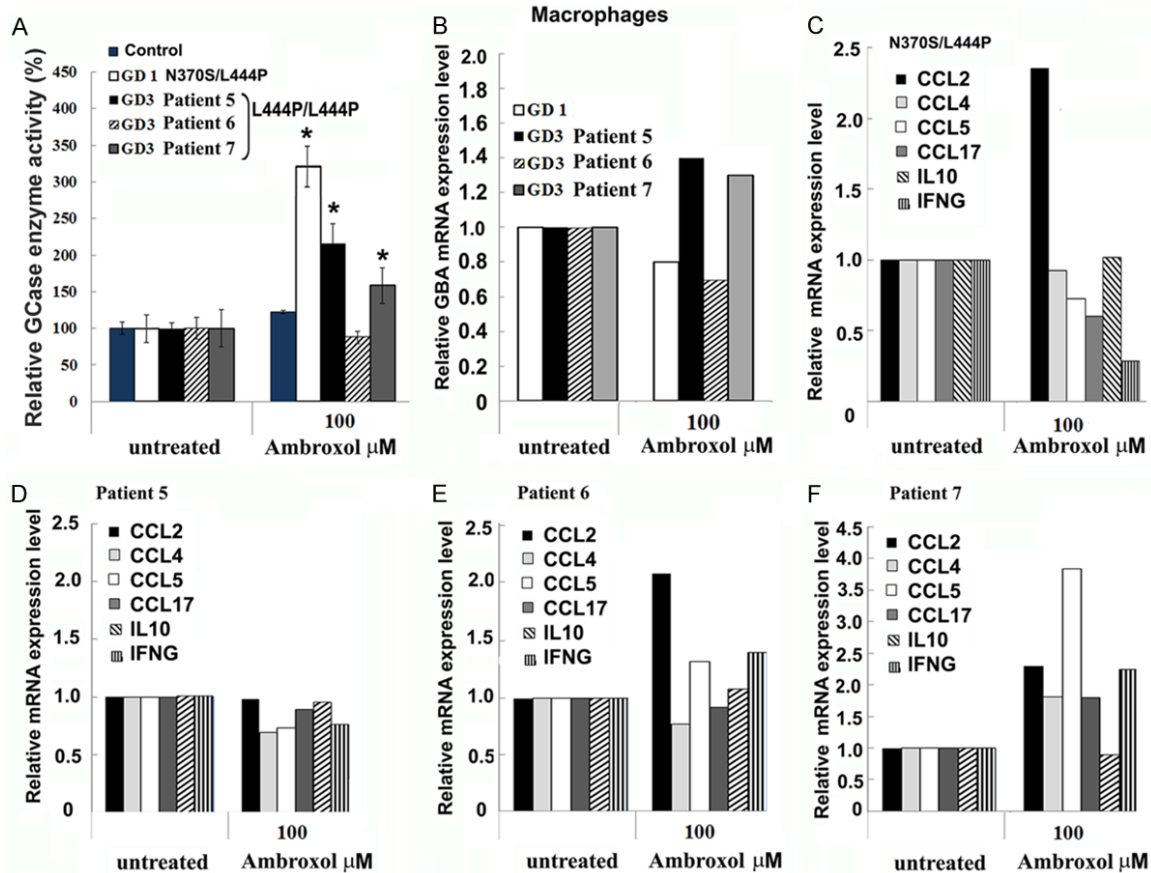 Macrophages
A
Control
GD 1 N370S/L444P
GD3 Patient 5
L444P/L444P
GD3 Patient 6
GD3 Patient 7
Relative GCase enzyme activity (%)
450
400
350
300
250
200
150
100
50
0
*
*
*
untreated
100
Ambroxol µM
B
Relative GBA mRNA expression level
2.0
1.8
1.6
1.4
1.2
1.0
0.8
0.6
0.4
0.2
0
GD 1
GD3 Patient 5
GD3 Patient 6
GD3 Patient 7
untreated
100
Ambroxol µM
C
N370S/L444P
Relative mRNA expression level
2.5
2.0
1.5
1.0
0.5
0
CCL2
CCL4
CCL5
CCL17
IL10
IFNG
untreated
100
Ambroxol µM
D
Patient 5
Relative mRNA expression level
2.5
2.0
1.5
1.0
0.5
0
CCL2
CCL4
CCL5
CCL17
IL10
IFNG
untreated
100
Ambroxol µM
E
Patient 6
Relative mRNA expression level
2.5
2.0
1.5
1.0
0.5
0
CCL2
CCL4
CCL5
CCL17
IL10
IFNG
untreated
100
Ambroxol µM
F
Patient 7
Relative mRNA expression level
4.5
4.0
3.5
3.0
2.5
2.0
1.5
1.0
0.5
0
CCL2
CCL4
CCL5
CCL17
IL10
IFNG
untreated
100
Ambroxol µM